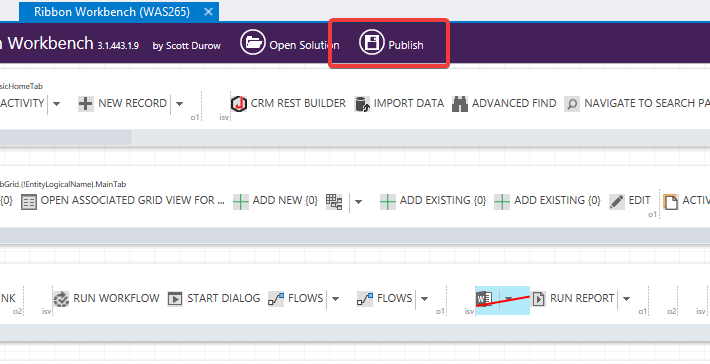 Ribbon Workbench (WAS265) ×
n Workbench 3.1.443.1.9 by Scott Durow Open Solution Publish
sicHomeTab
ACTIVITY NEW RECORD CRM REST BUILDER IMPORT DATA ADVANCED FIND NAVIGATE TO SEARCH PA
o1 isv
bGrid.{!EntityLogicalName}.MainTab
{0} OPEN ASSOCIATED GRID VIEW FOR ... ADD NEW {0} ADD EXISTING {0} ADD EXISTING {0} EDIT ACTIV
o1
NK RUN WORKFLOW START DIALOG FLOWS FLOWS RUN REPORT
o2 isv o1 isv o1 o2 isv